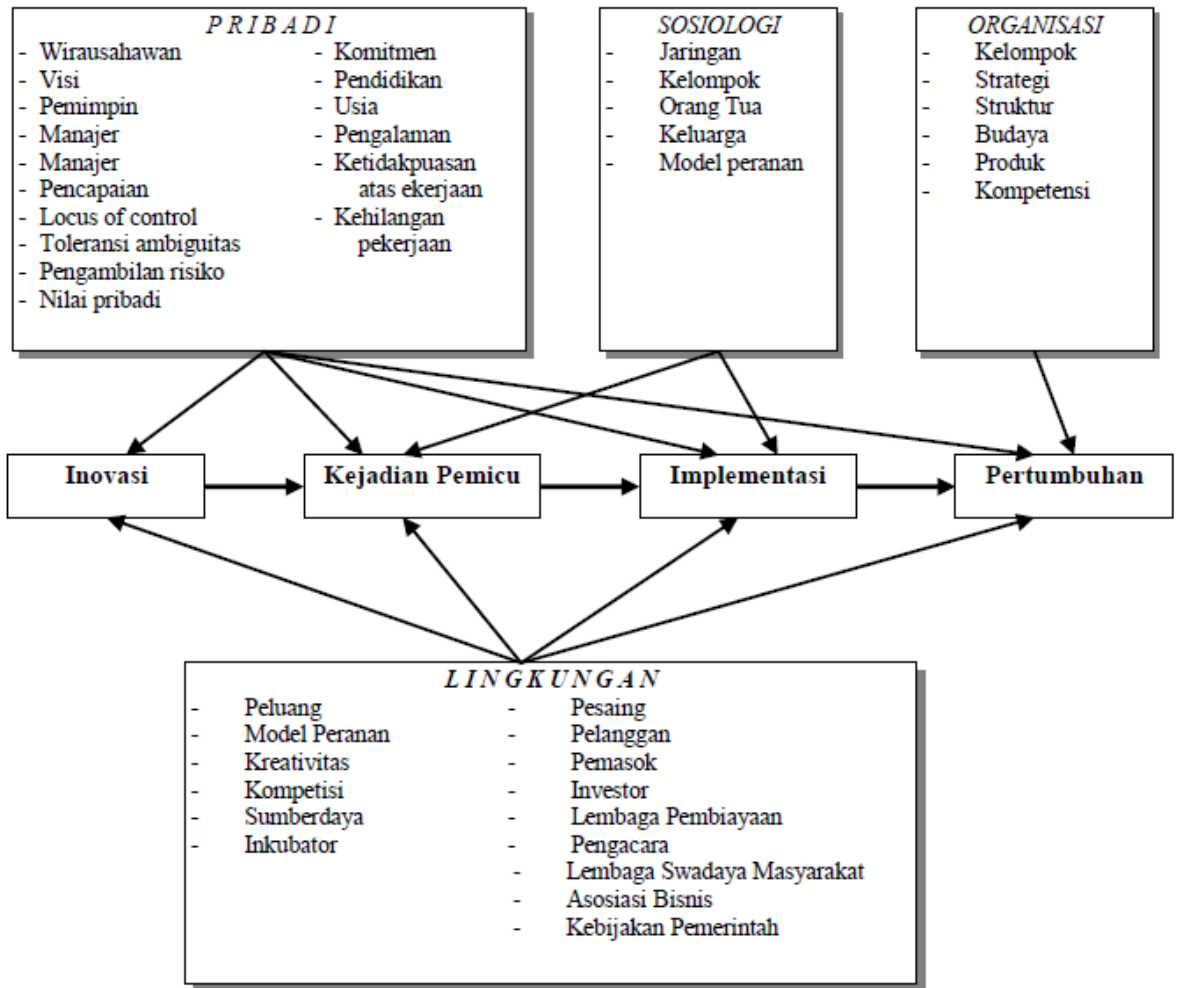 PRIBADI
- Wirausahawan
- Visi
- Pemimpin
- Manajer
- Manajer
- Pencapaian
- Locus of control
- Toleransi ambiguitas
- Pengambilan risiko
- Nilai pribadi
- Komitmen
- Pendidikan
- Usia
- Pengalaman
- Ketidakpuasan
atas ekerjaan
- Kehilangan
pekerjaan
SOSIOLOGI
- Jaringan
- Kelompok
- Orang Tua
- Keluarga
- Model peranan
ORGANISASI
- Kelompok
- Strategi
- Struktur
- Budaya
- Produk
- Kompetensi
Inovasi
Kejadian Pemicu
Implementasi
Pertumbuhan
LINGKUNGAN
- Peluang
- Model Peranan
- Kreativitas
- Kompetisi
- Sumberdaya
- Inkubator
- Pesaing
- Pelanggan
- Pemasok
- Investor
- Lembaga Pembiayaan
- Pengacara
- Lembaga Swadaya Masyarakat
- Asosiasi Bisnis
- Kebijakan Pemerintah